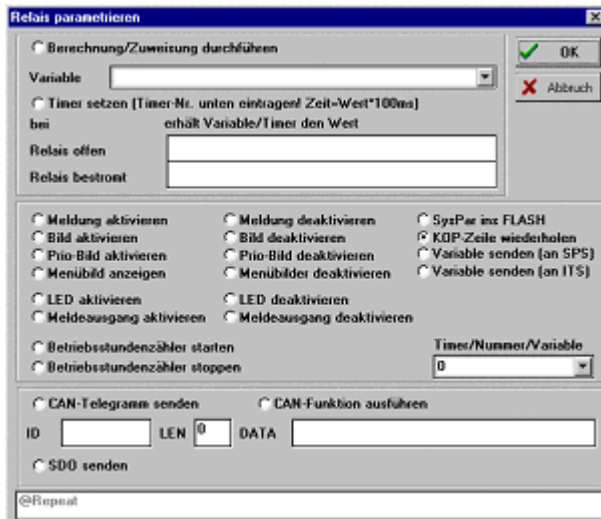 Relais parametrieren
Berechnung/Zuweisung durchführen
OK
Variable
Abbruch
Timer setzen (Timer-Nr. unten eintragen! Zeit=Wert*100ms)
bei erhält Variable/Timer den Wert
Relais offen
Relais bestromt
Meldung aktivieren Meldung deaktivieren SysPar inx FLASH
Bild aktivieren Bild deaktivieren KOP-Zeile wiederholen
Prio-Bild aktivieren Prio-Bild deaktivieren Variable senden (an SPS)
Menübild anzeigen Menübilder deaktivieren Variable senden (an ITS)
LED aktivieren LED deaktivieren
Meldeausgang aktivieren Meldeausgang deaktivieren
Betriebsstundenzähler starten Timer/Nummer/Variable
Betriebsstundenzähler stoppen 0
CAN-Telegramm senden CAN-Funktion ausführen
ID LEN 0 DATA
SDO senden
@Repeat